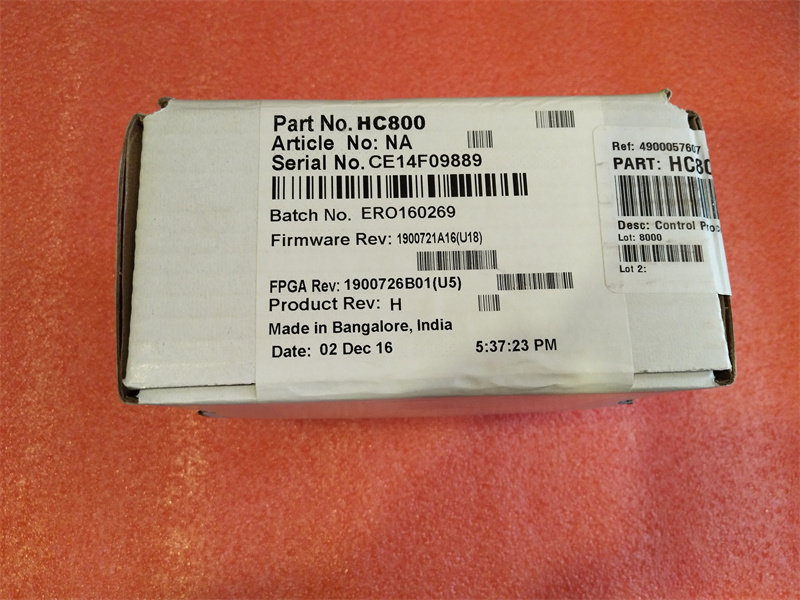 Part No. HC800
Article No: NA
Serial No. CE14F09889
Batch No. ERO160269
Firmware Rev: 1900721A16(U18)
FPGA Rev: 1900726B01(U5)
Product Rev: H
Made in Bangalore, India
Date: 02 Dec 16 5:37:23 PM
Ref: 4900057607
PART: HC80
Desc: Control Proc
Lot: 8000
Lot 2: